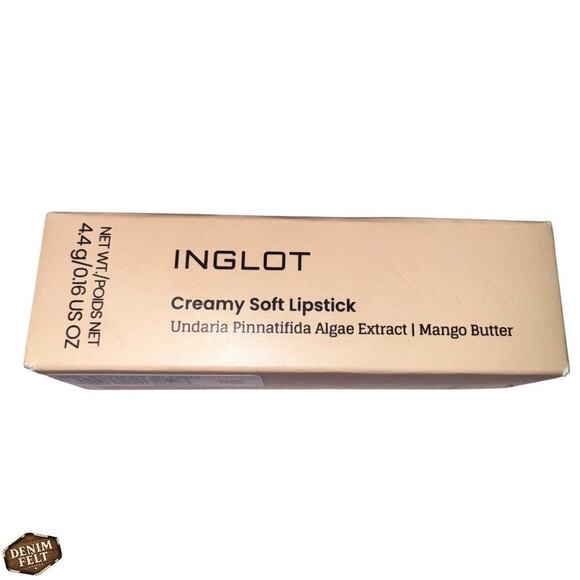 INGLOT
Creamy Soft Lipstick
Undaria Pinnatifida Algae Extract | Mango Butter
NET WT./POIDS NET
4.4 g/0.16 US OZ
DENIM
FELT